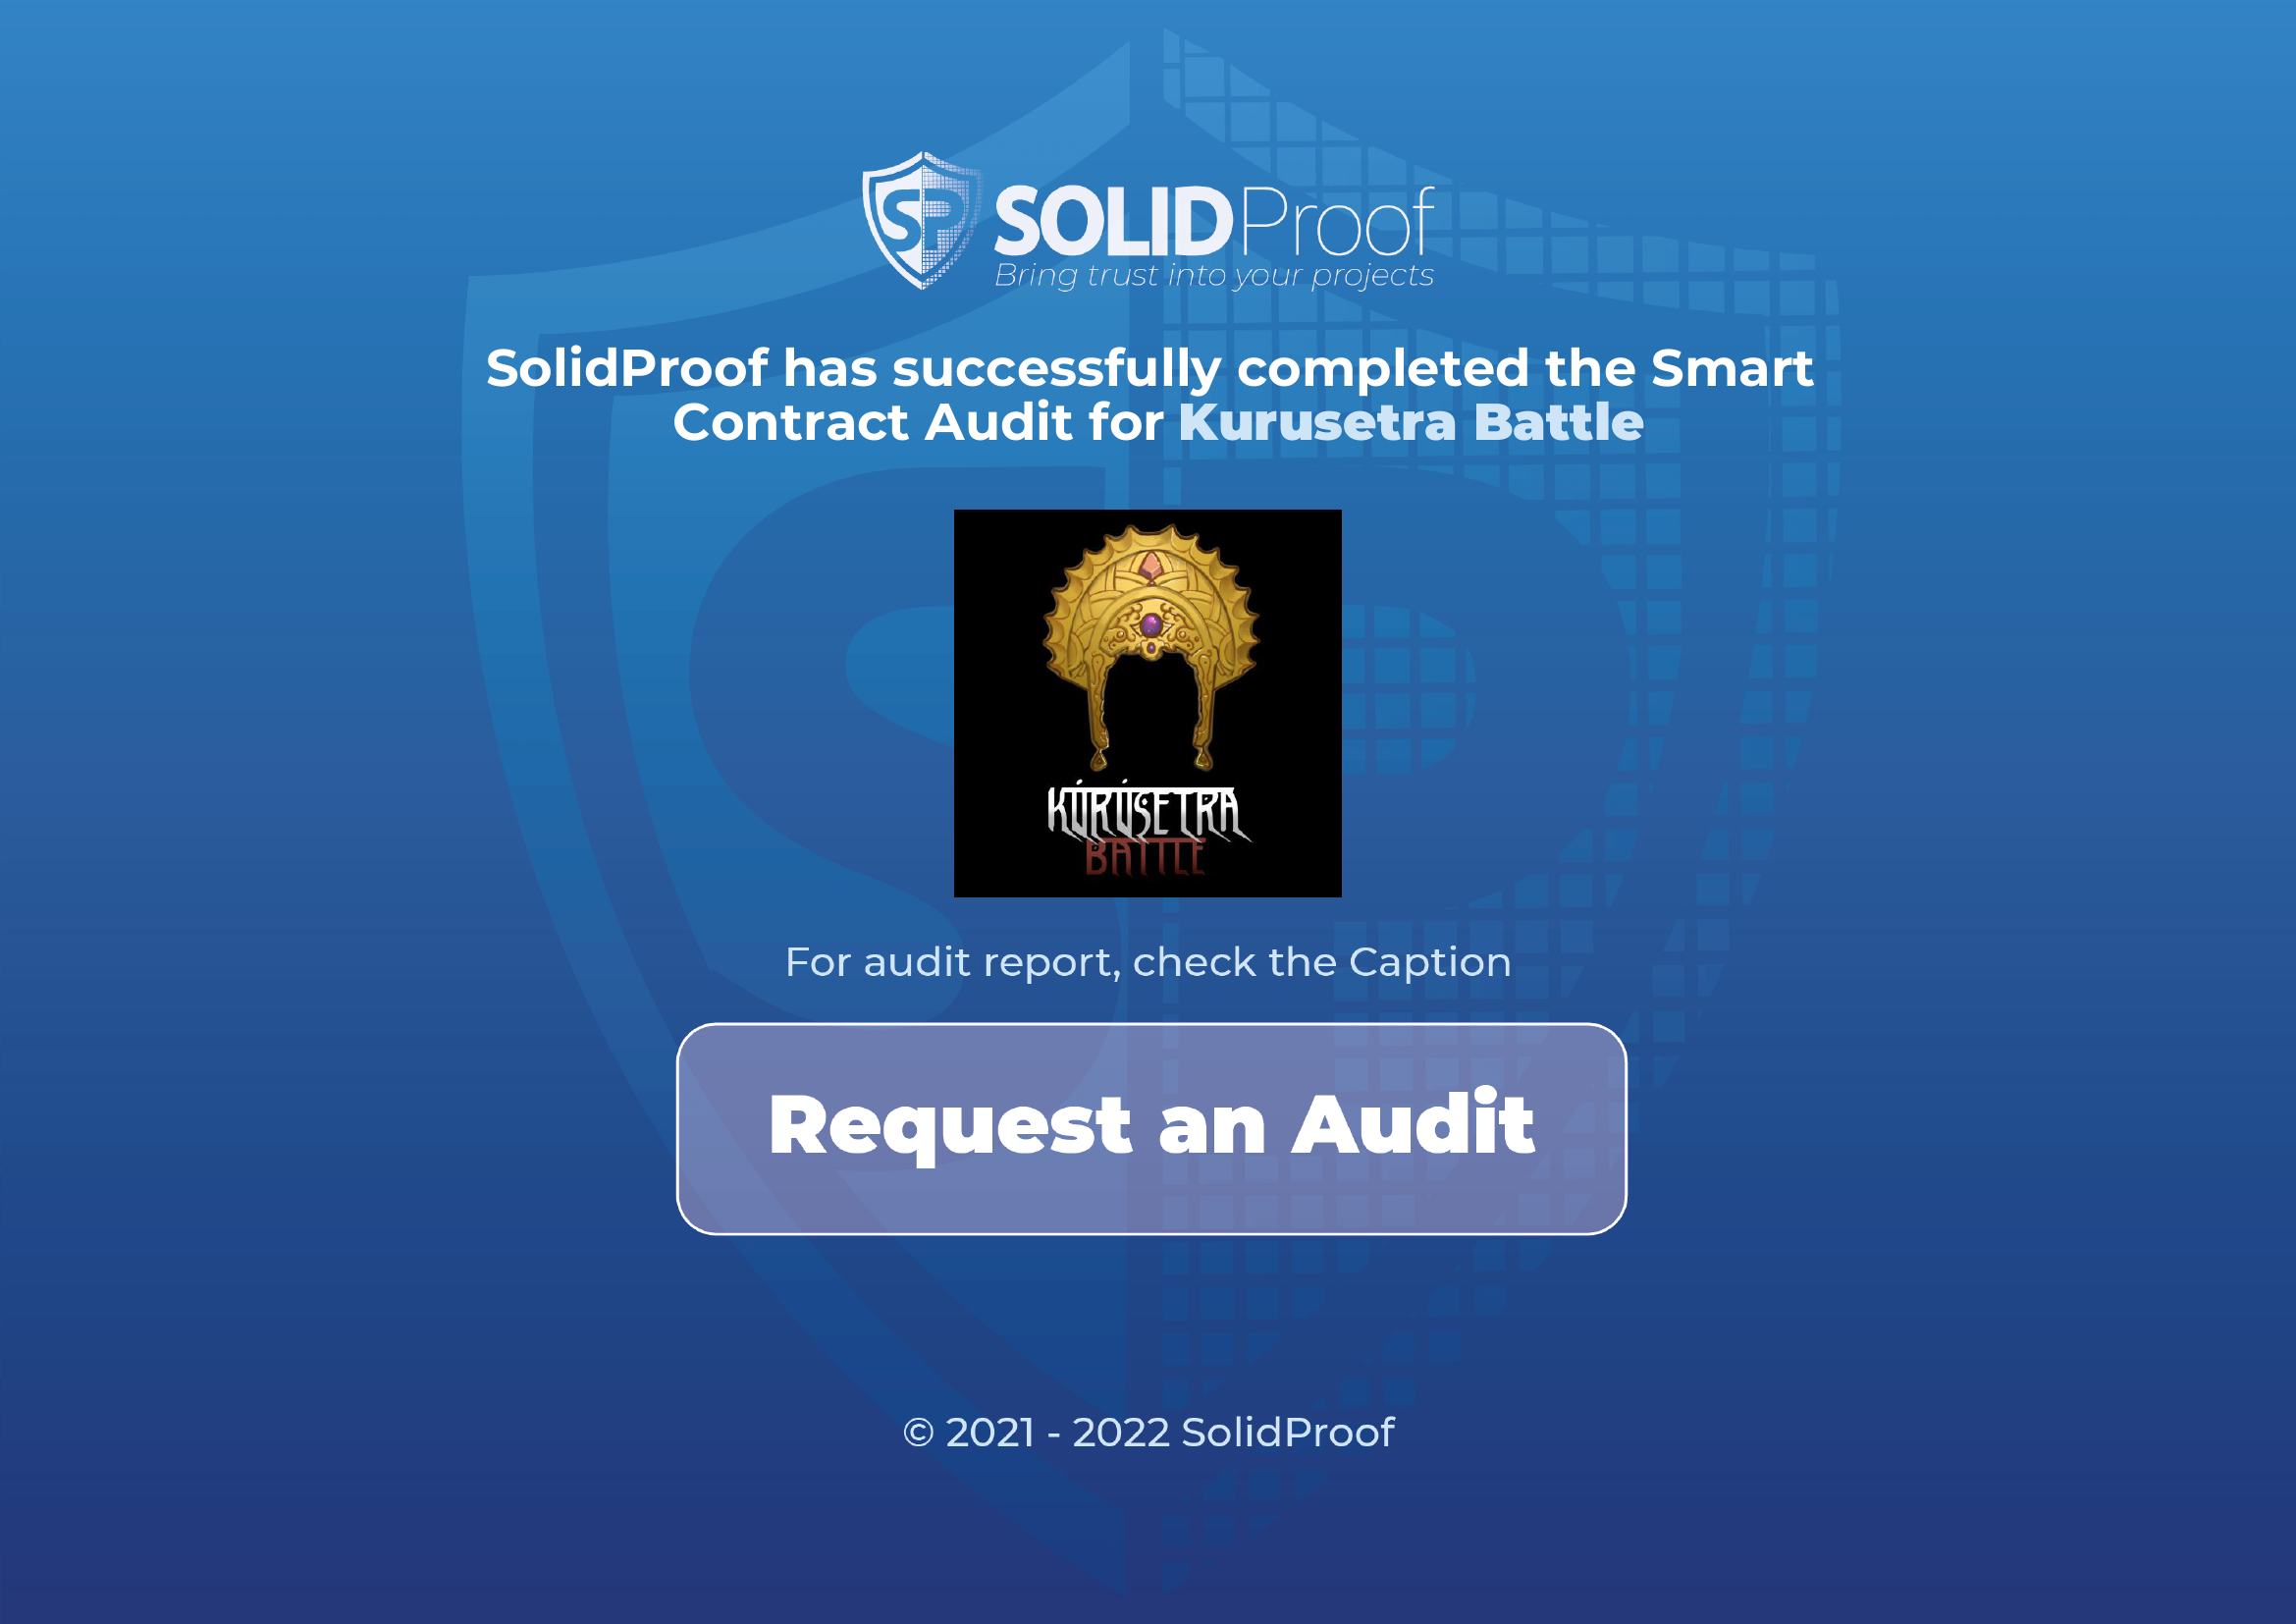 SP SOLIDProof
Bring trust into your projects
SolidProof has successfully completed the Smart
Contract Audit for Kurusetra Battle
KURUSETRA
BATTLE
For audit report, check the Caption
Request an Audit
© 2021 - 2022 SolidProof